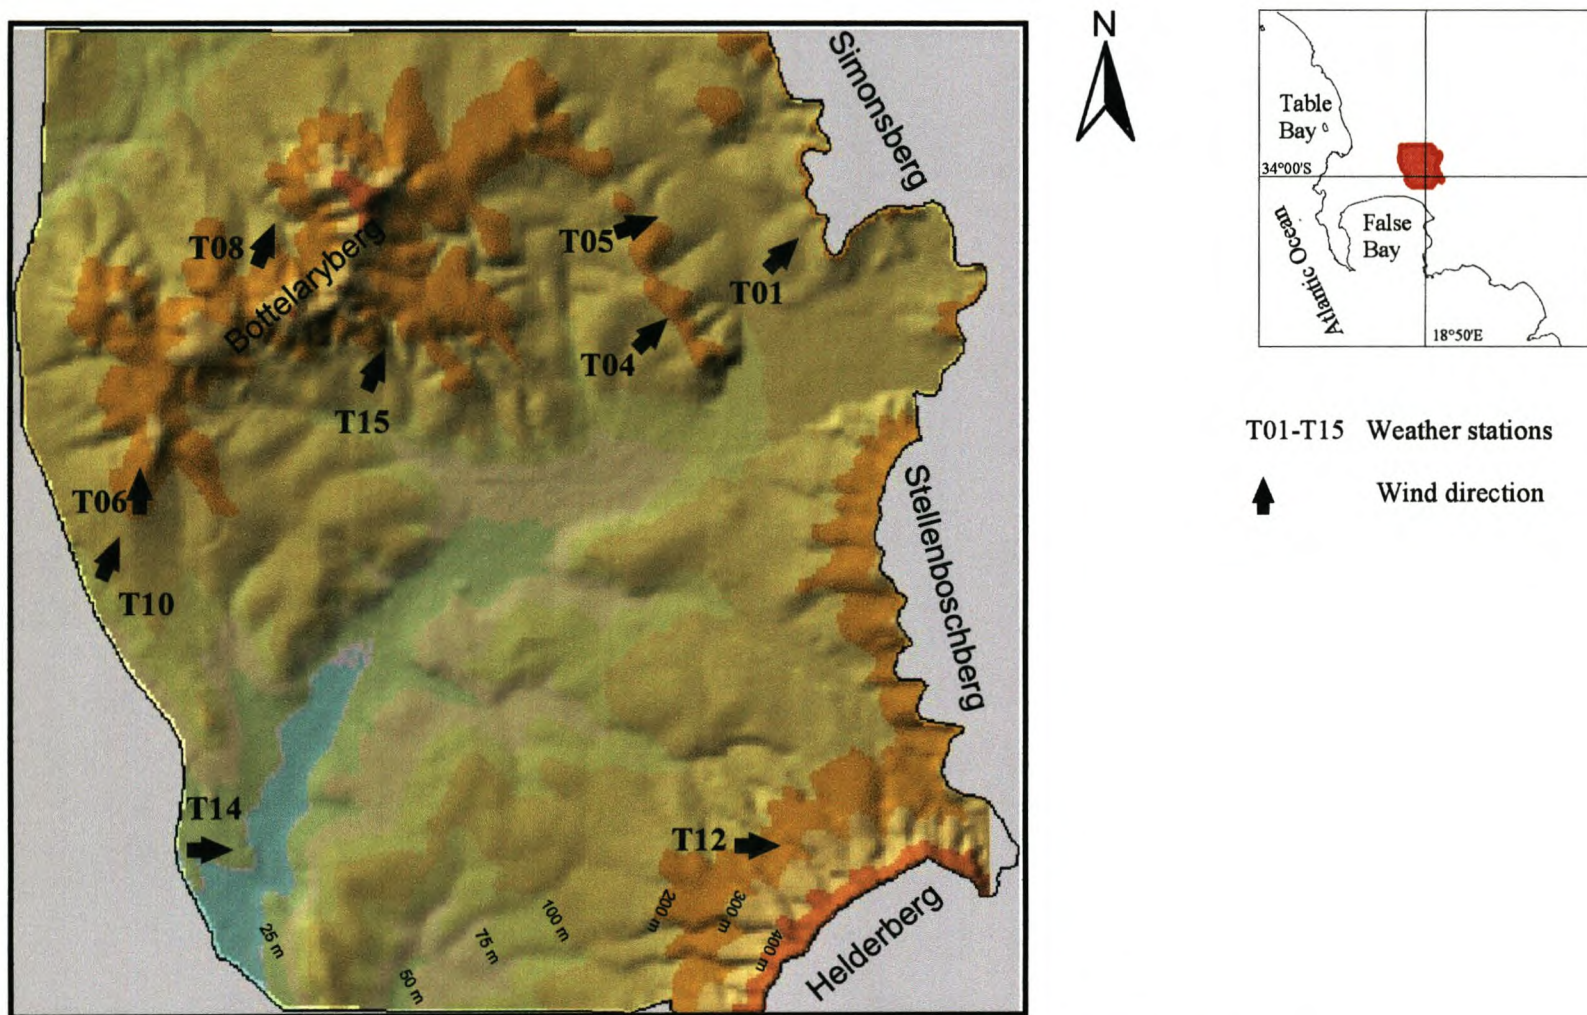 N
Simonsberg
Table
Bay
34°00'S
False
Bay
Atlantic Ocean
18°50'E
T08
T05
T01
Bottelaryberg
T04
T15
T01-T15 Weather stations
Wind direction
T06
T10
Stellenboschberg
T14
T12
25 m
50 m
75 m
100 m
200 m
300 m
400 m
Helderberg